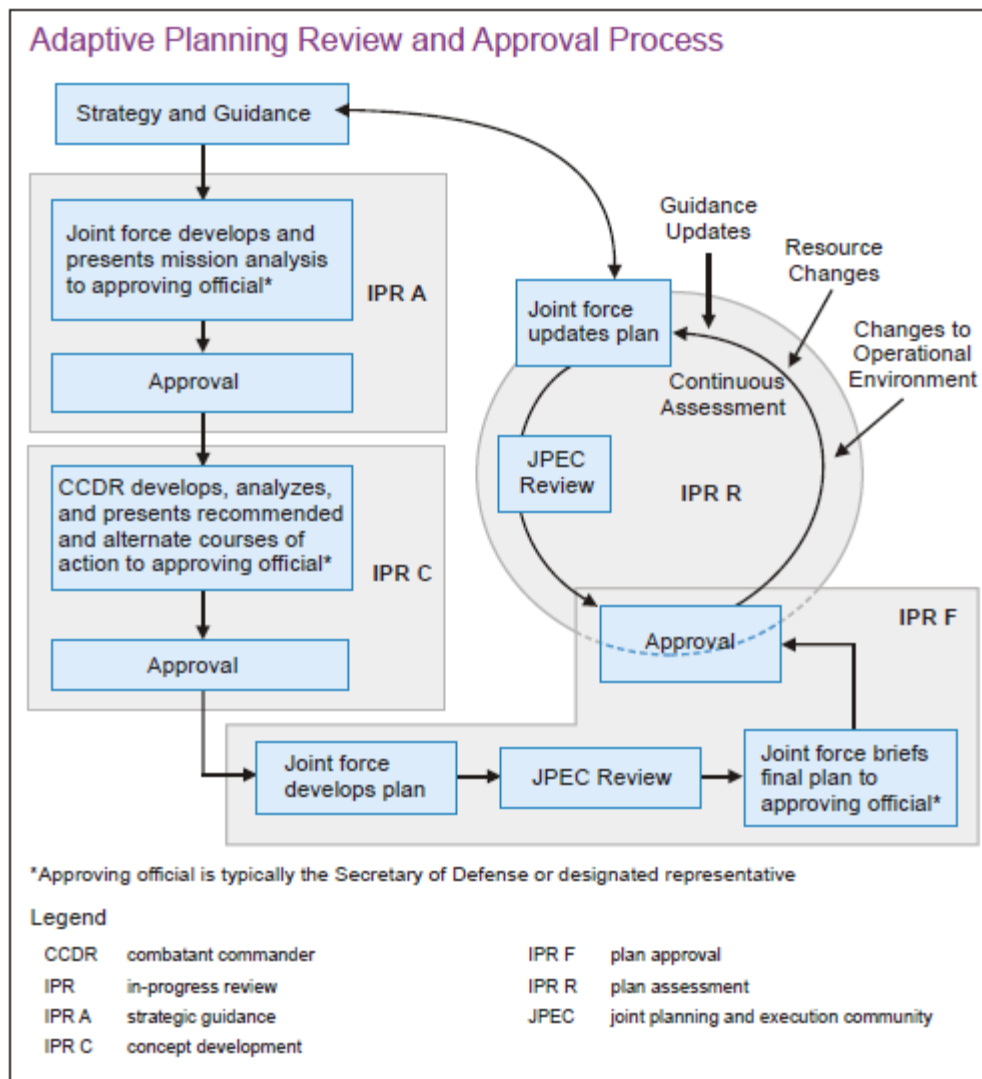 Adaptive Planning Review and Approval Process
Strategy and Guidance
Joint force develops and
presents mission analysis
to approving official*
IPR A
Approval
CCDR develops, analyzes,
and presents recommended
and alternate courses of
action to approving official*
IPR C
Approval
Guidance
Updates
Resource
Changes
Changes to
Operational
Environment
Joint force
updates plan
Continuous
Assessment
JPEC
Review
IPR R
Approval
IPR F
Joint force
develops plan
JPEC Review
Joint force briefs
final plan to
approving official*
*Approving official is typically the Secretary of Defense or designated representative
Legend
CCDR combatant commander
IPR in-progress review
IPR A strategic guidance
IPR C concept development
IPR F plan approval
IPR R plan assessment
JPEC joint planning and execution community